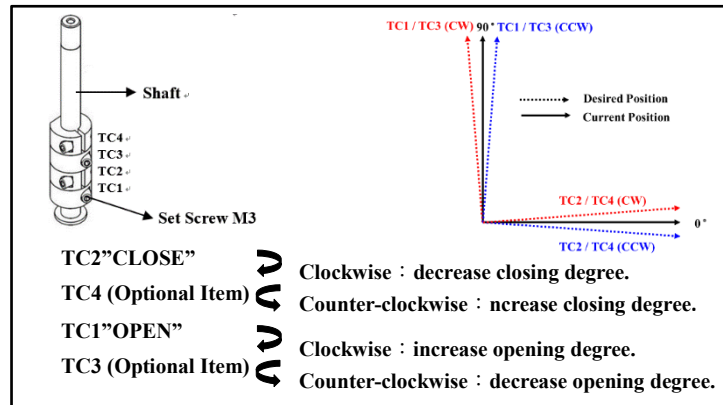 Shaft
TC4
TC3
TC2
TC1
Set Screw M3
TC1 / TC3 (CW)
90°
TC1 / TC3 (CCW)
Desired Position
Current Position
TC2 / TC4 (CW)
0°
TC2 / TC4 (CCW)
TC2”CLOSE”
Clockwise：decrease closing degree.
TC4 (Optional Item)
Counter-clockwise：ncrease closing degree.
TC1”OPEN”
Clockwise：increase opening degree.
TC3 (Optional Item)
Counter-clockwise：decrease opening degree.